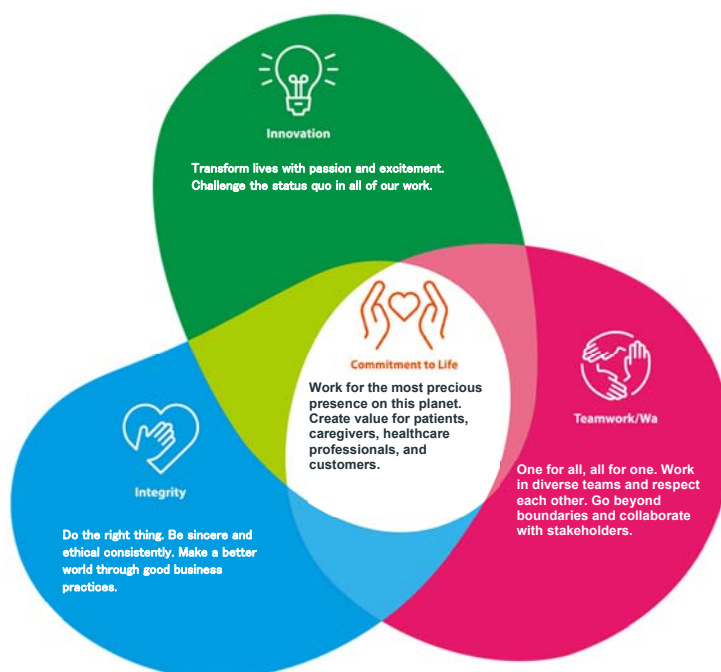 Innovation
Transform lives with passion and excitement.
Challenge the status quo in all of our work.
Commitment to Life
Work for the most precious
presence on this planet.
Create value for patients,
caregivers, healthcare
professionals, and
customers.
Teamwork/Wa
One for all, all for one. Work
in diverse teams and respect
each other. Go beyond
boundaries and collaborate
with stakeholders.
Integrity
Do the right thing. Be sincere and
ethical consistently. Make a better
world through good business
practices.